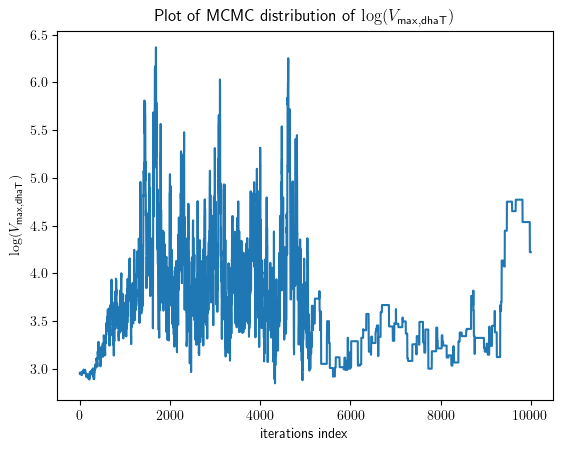 Plot of MCMC distribution of log(V_max,dhaT)
6.5
6.0
5.5
5.0
4.5
4.0
3.5
3.0
log(V_max,dhaT)
0 2000 4000 6000 8000 10000
iterations index